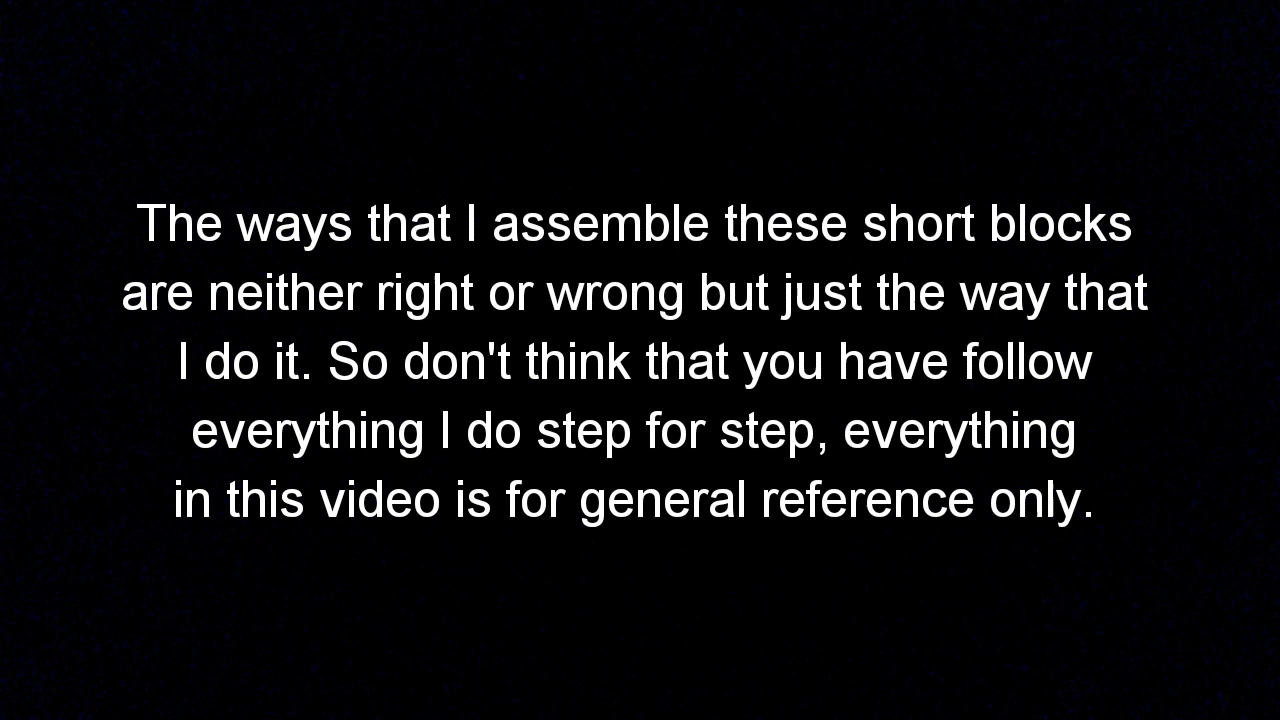 The ways that I assemble these short blocks
are neither right or wrong but just the way that
I do it. So don't think that you have follow
everything I do step for step, everything
in this video is for general reference only.